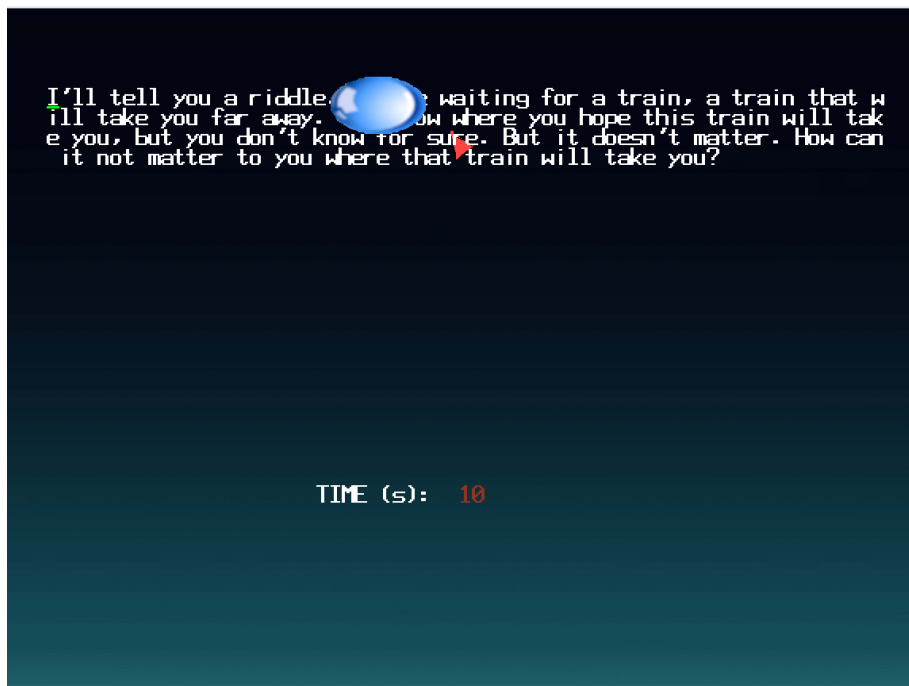 I'll tell you a riddle. waiting for a train, a train that w
ill take you far away. where you hope this train will tak
e you, but you don't know for sure. But it doesn't matter. How can
it not matter to you where that train will take you?
TIME (s): 10